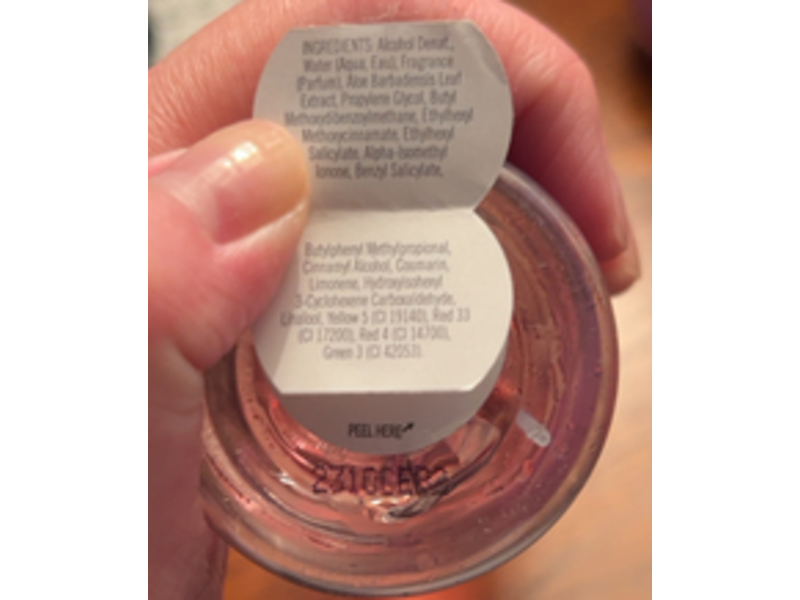 INGREDIENTS: Alcohol Denat.,
Water (Aqua, Eau), Fragrance
(Parfum), Aloe Barbadensis Leaf
Extract, Propylene Glycol, Butyl
Methoxydibenzoylmethane, Ethylhexyl
Methoxycinnamate, Ethylhexyl
Salicylate, Alpha-Isomethyl
Ionone, Benzyl Salicylate,
Butylphenyl Methylpropional,
Cinnamyl Alcohol, Coumarin,
Limonene, Hydroxyisohexyl
3-Cyclohexene Carboxaldehyde,
Linalool, Yellow 5 (CI 19140), Red 33
(CI 17200), Red 4 (CI 14700),
Green 3 (CI 42053).
PEEL HERE